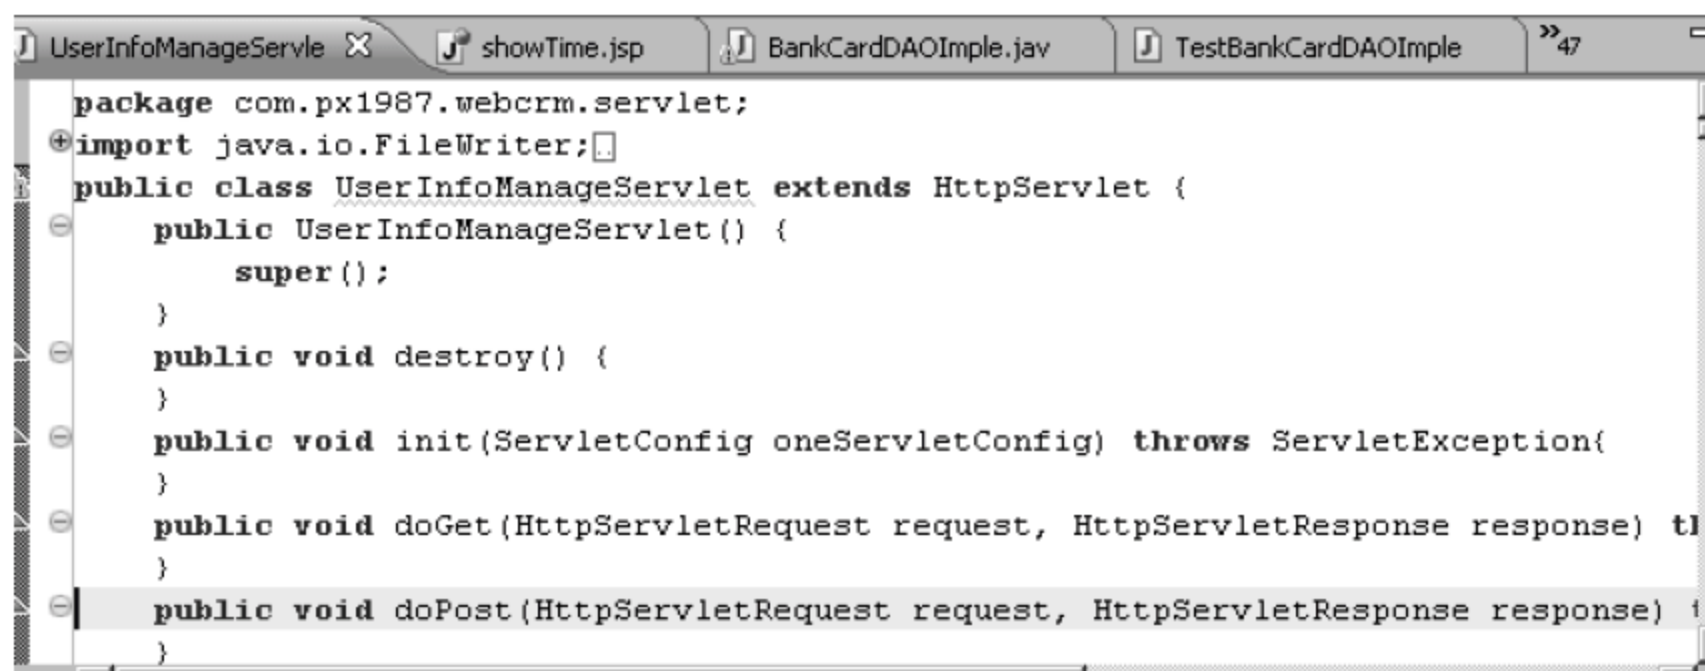 UserInfoManageServle showTime.jsp BankCardDAOImple.jav TestBankCardDAOImple »47
package com.px1987.webcrm.servlet;
import java.io.FileWriter;
public class UserInfoManageServlet extends HttpServlet {
public UserInfoManageServlet() {
super();
}
public void destroy() {
}
public void init(ServletConfig oneServletConfig) throws ServletException{
}
public void doGet(HttpServletRequest request, HttpServletResponse response)
}
public void doPost(HttpServletRequest request, HttpServletResponse response)
}